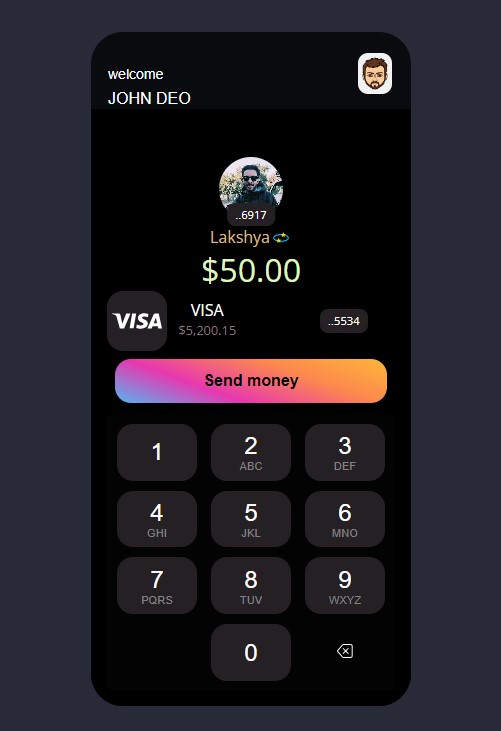 welcome
JOHN DEO
..6917
Lakshya💫
$50.00
VISA
VISA
$5,200.15
..5534
Send money
1
2
ABC
3
DEF
4
GHI
5
JKL
6
MNO
7
PQRS
8
TUV
9
WXYZ
0